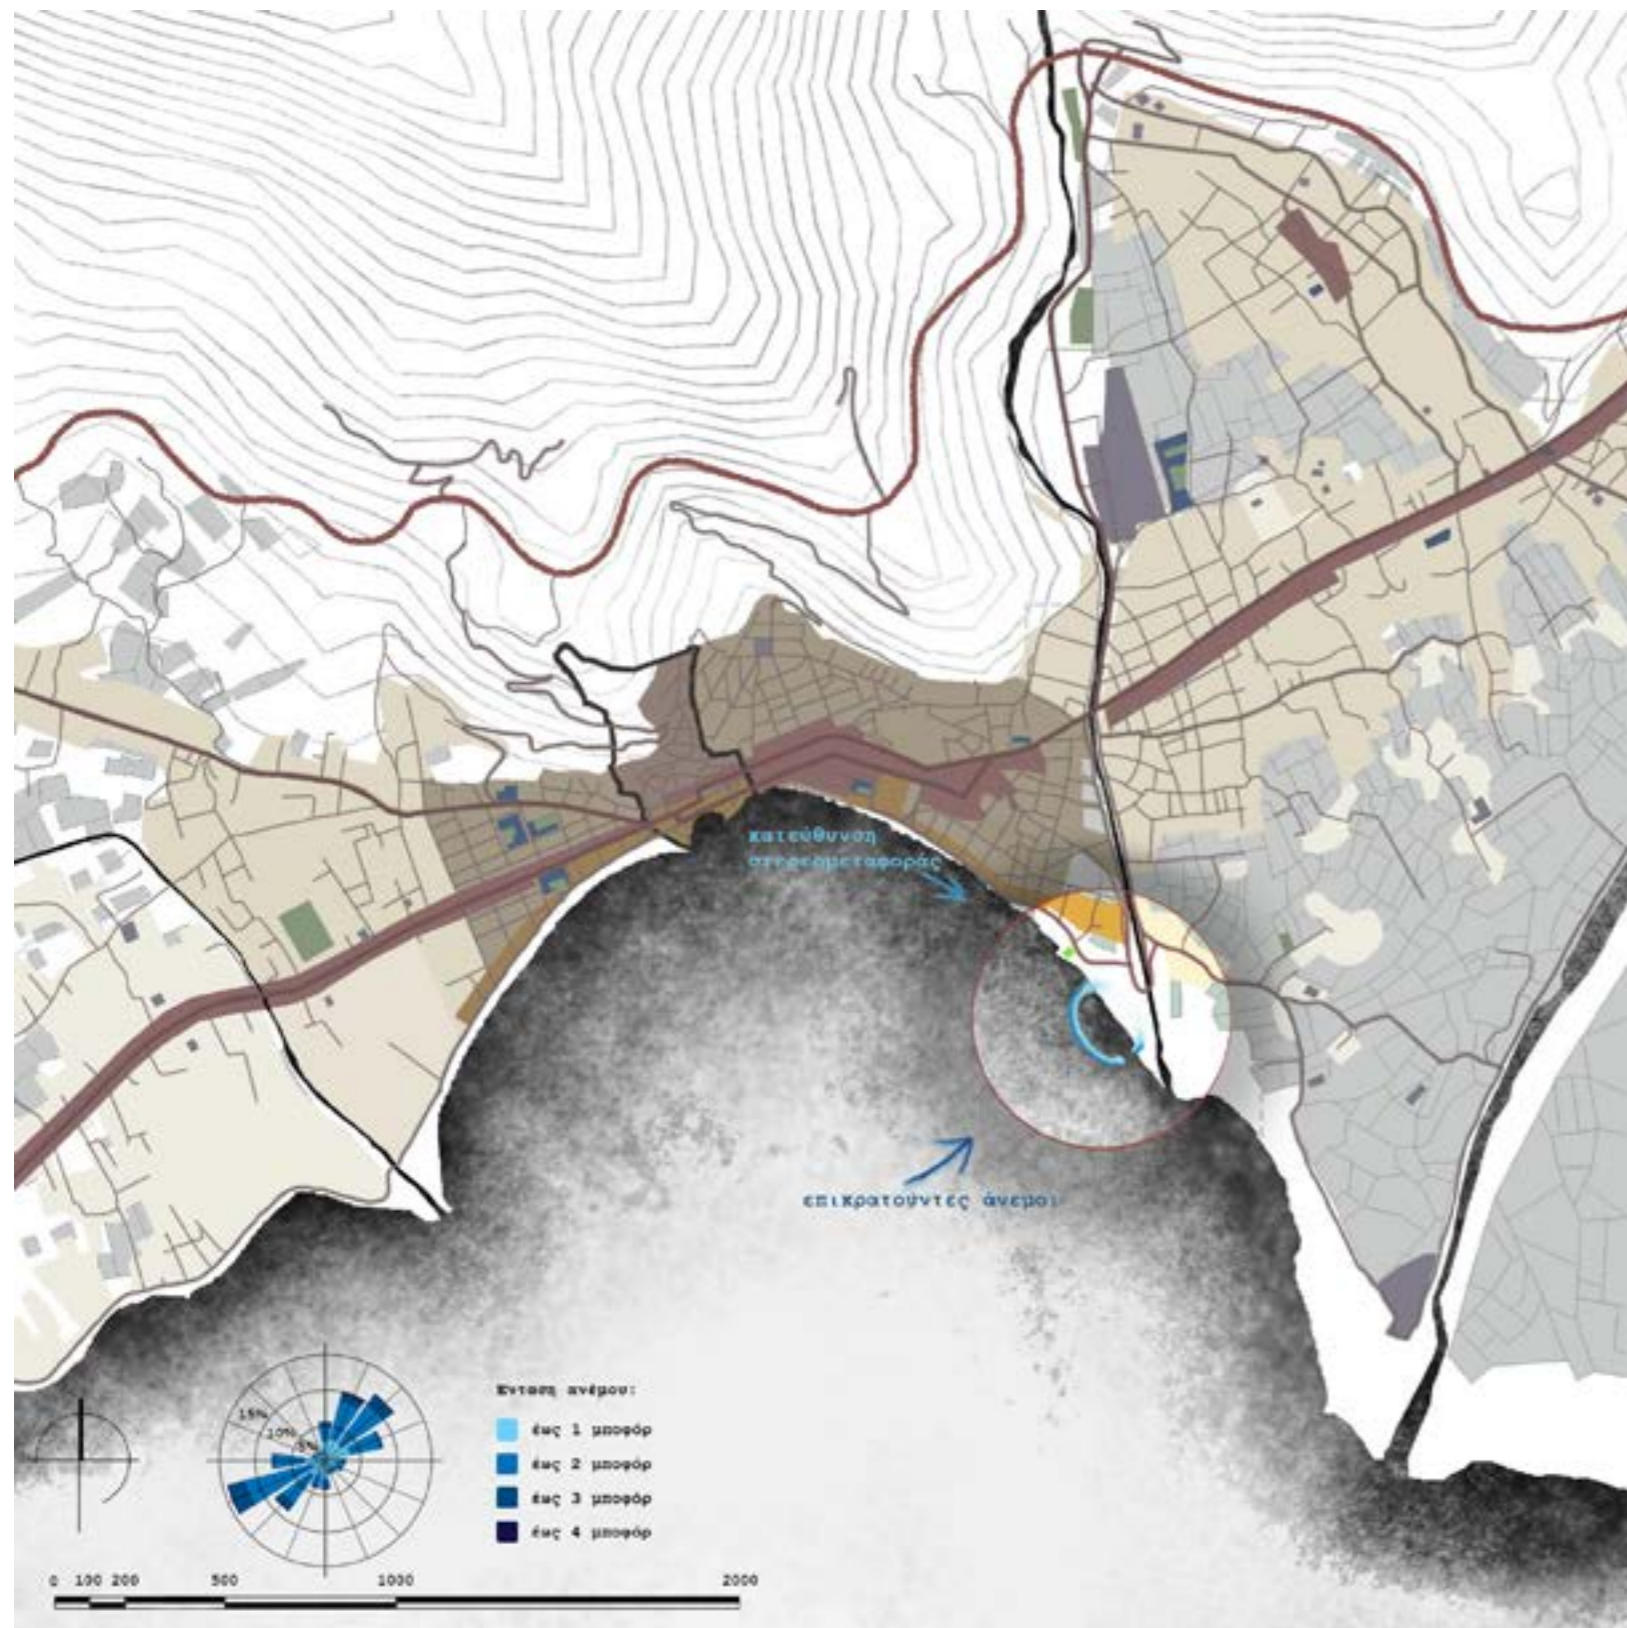 κατεύθυνση
στερεομεταφοράς
επικρατούντες άνεμοι
15%
10%
5%
Ένταση ανέμου:
έως 1 μποφόρ
έως 2 μποφόρ
έως 3 μποφόρ
έως 4 μποφόρ
0 100 200 500 1000 2000